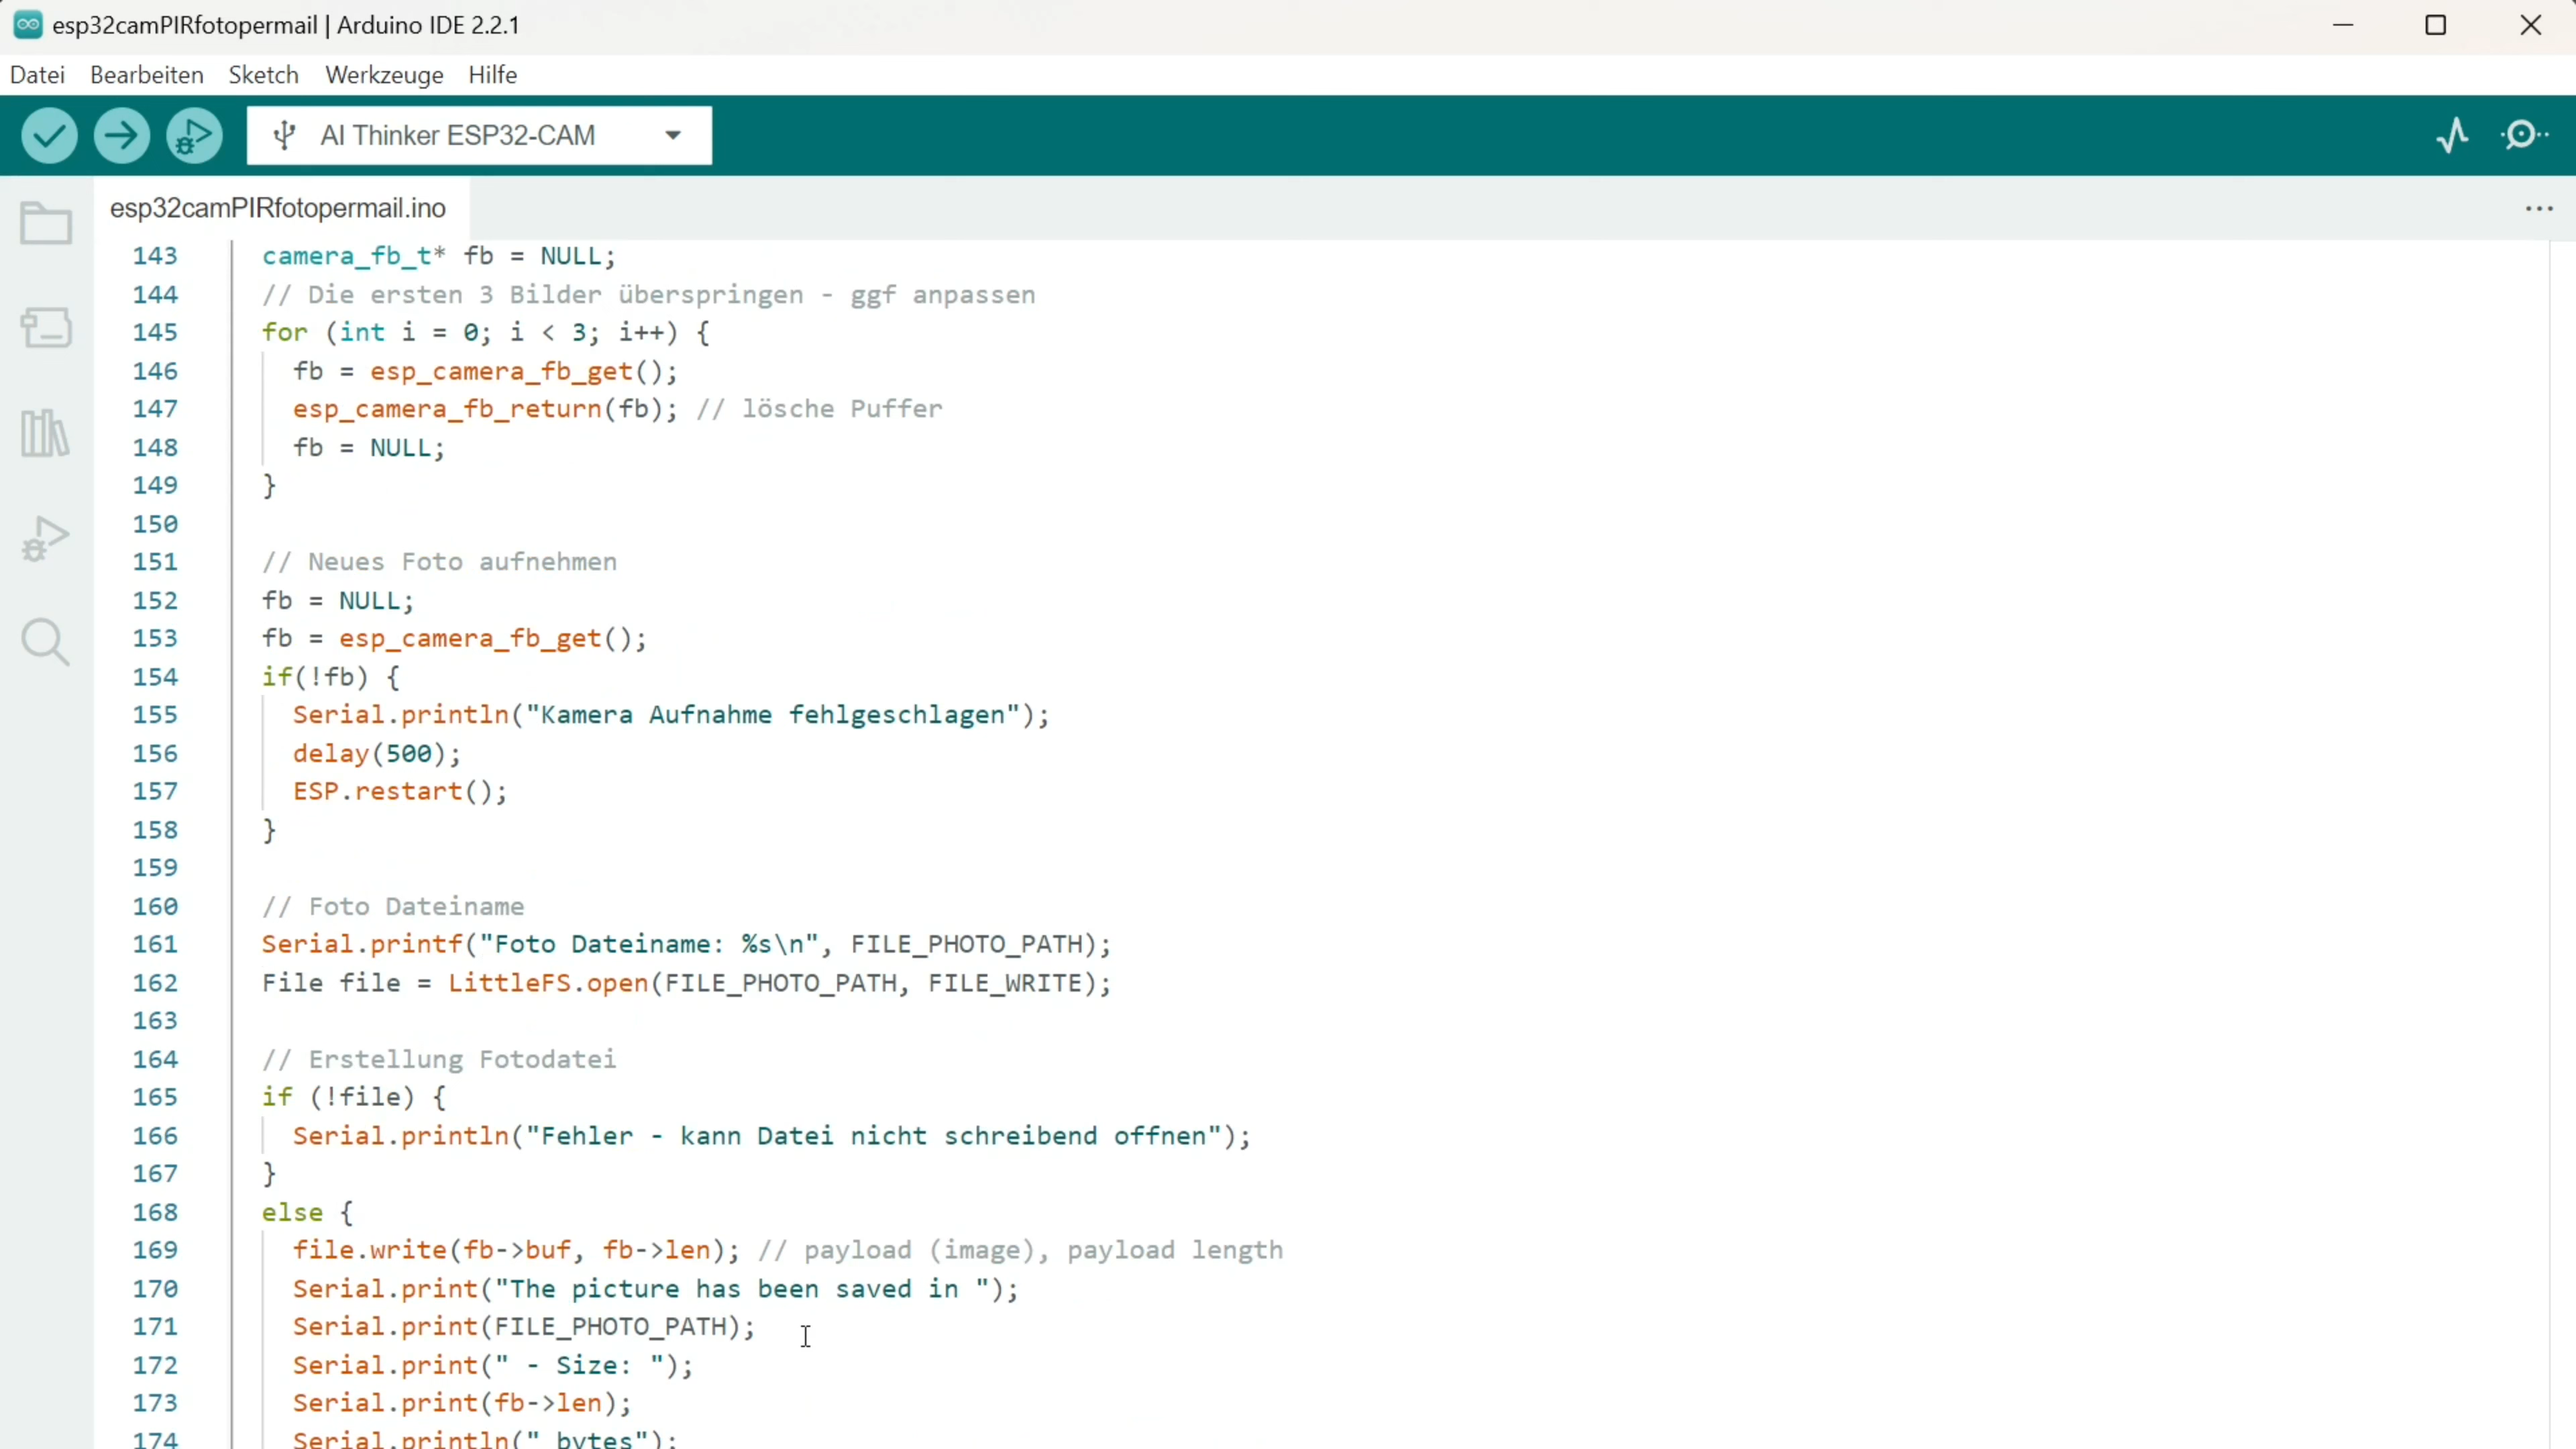 esp32camPIRfotopermail | Arduino IDE 2.2.1
Datei Bearbeiten Sketch Werkzeuge Hilfe
AI Thinker ESP32-CAM
esp32camPIRfotopermail.ino
143 camera_fb_t* fb = NULL;
144 // Die ersten 3 Bilder überspringen - ggf anpassen
145 for (int i = 0; i < 3; i++) {
146 fb = esp_camera_fb_get();
147 esp_camera_fb_return(fb); // lösche Puffer
148 fb = NULL;
149 }
150
151 // Neues Foto aufnehmen
152 fb = NULL;
153 fb = esp_camera_fb_get();
154 if(!fb) {
155 Serial.println("Kamera Aufnahme fehlgeschlagen");
156 delay(500);
157 ESP.restart();
158 }
159
160 // Foto Dateiname
161 Serial.printf("Foto Dateiname: %s\n", FILE_PHOTO_PATH);
162 File file = LittleFS.open(FILE_PHOTO_PATH, FILE_WRITE);
163
164 // Erstellung Fotodatei
165 if (!file) {
166 Serial.println("Fehler - kann Datei nicht schreibend offnen");
167 }
168 else {
169 file.write(fb->buf, fb->len); // payload (image), payload length
170 Serial.print("The picture has been saved in ");
171 Serial.print(FILE_PHOTO_PATH);
172 Serial.print(" - Size: ");
173 Serial.print(fb->len);
174 Serial.println(" bytes");